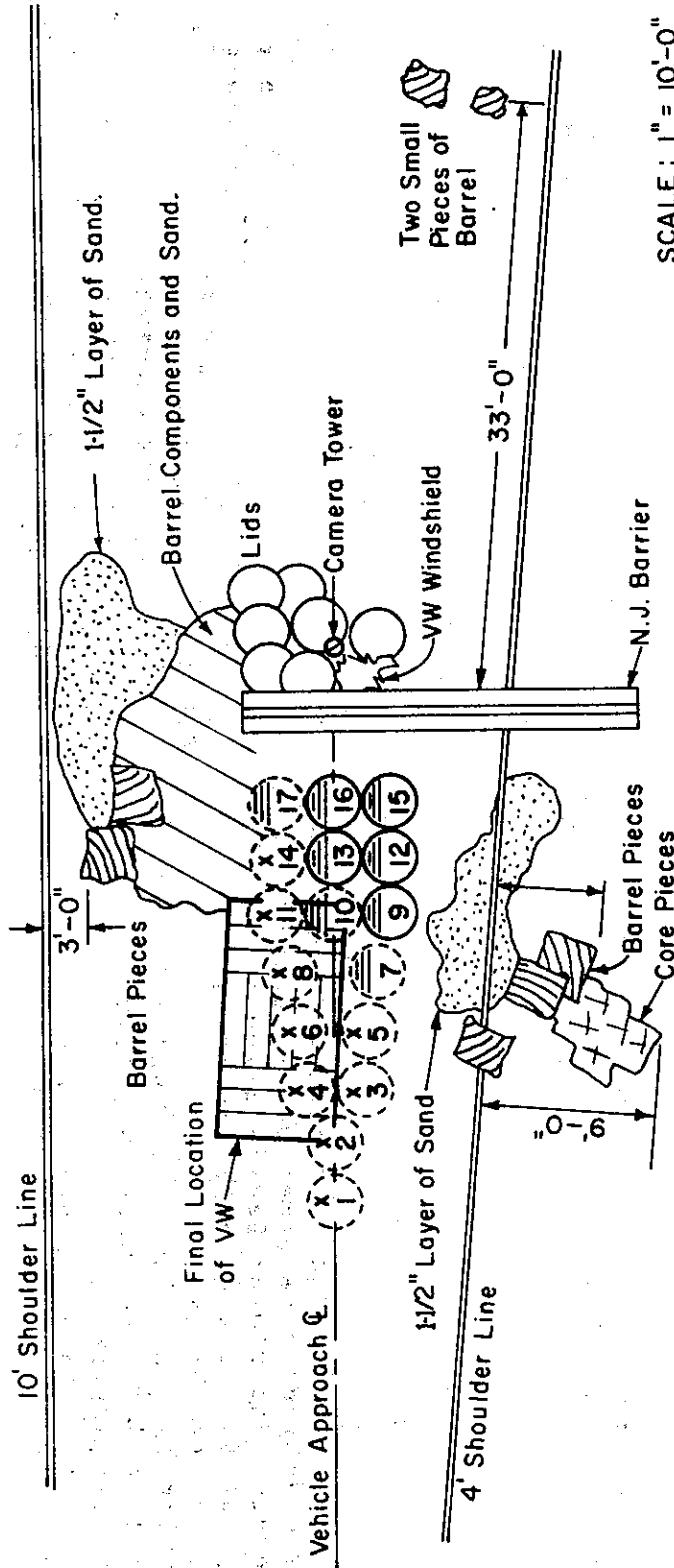 10' Shoulder Line
1-1/2" Layer of Sand.
3'-0"
Barrel Components and Sand.
Barrel Pieces
Lids
Final Location
of VW
Camera Tower
Two Small
Pieces of
Barrel
x 1
x 2
x 4
x 3
x 6
x 5
x 8
7
x 11
10
9
x 14
13
12
17
16
15
Vehicle Approach ℄
VW Windshield
33'-0"
1-1/2" Layer of Sand
4' Shoulder Line
9'-0"
Barrel Pieces
Core Pieces
N.J. Barrier
SCALE: 1" = 10'-0"